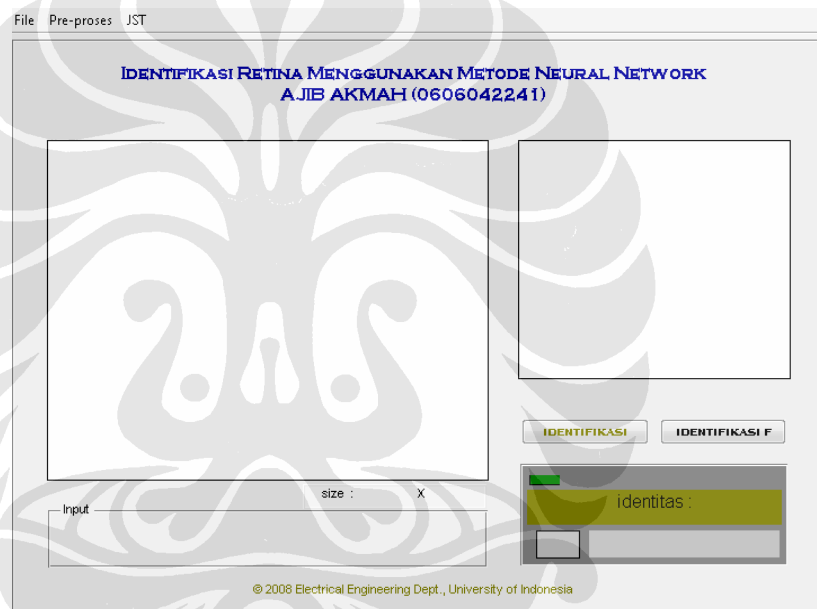 File Pre-proses JST
IDENTIFIKASI RETINA MENGGUNAKAN METODE NEURAL NETWORK
AJIB AKMAH (0606042241)
IDENTIFIKASI IDENTIFIKASI F
size : X
Input
identitas :
© 2008 Electrical Engineering Dept., University of Indonesia